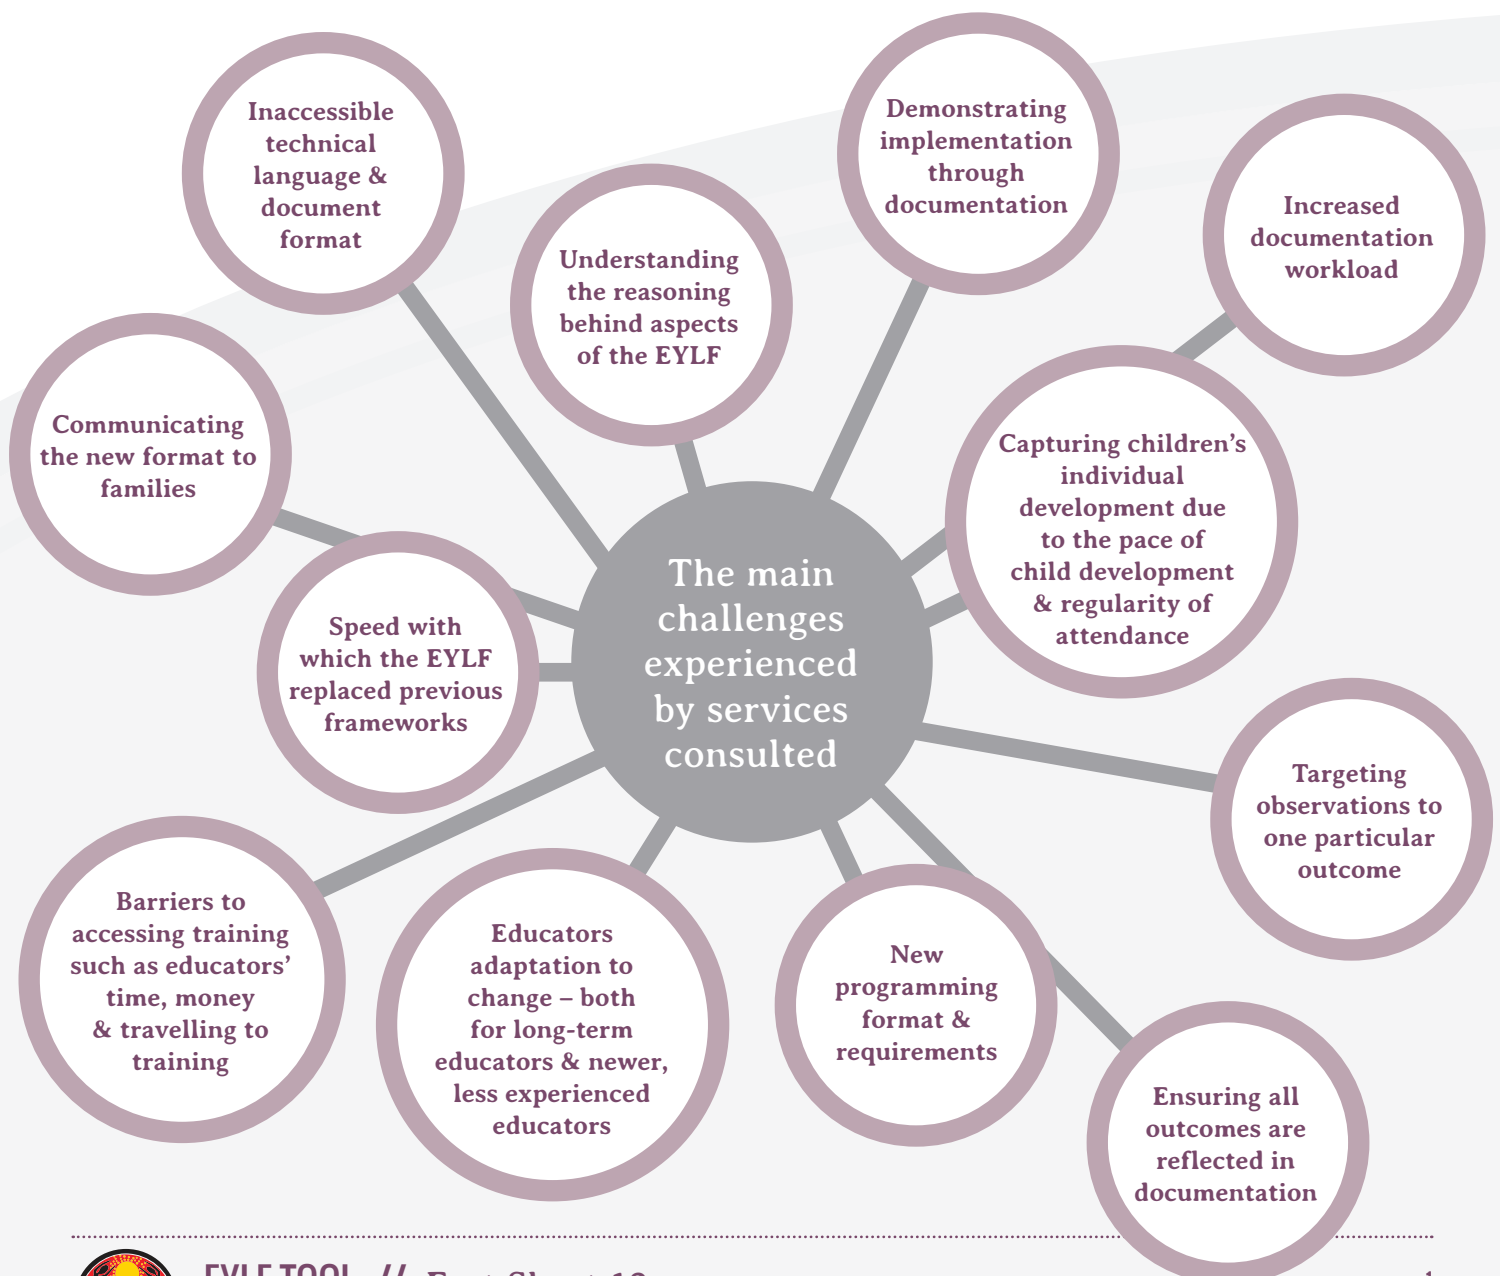 Inaccessible
technical
language &
document
format
Understanding
the reasoning
behind aspects
of the EYLF
Demonstrating
implementation
through
documentation
Increased
documentation
workload
Communicating
the new format to
families
Capturing children’s
individual
development due
to the pace of
child development
& regularity of
attendance
The main
challenges
experienced
by services
consulted
Speed with
which the EYLF
replaced previous
frameworks
Targeting
observations to
one particular
outcome
Barriers to
accessing training
such as educators’
time, money
& travelling to
training
Educators
adaptation to
change – both
for long-term
educators & newer,
less experienced
educators
New
programming
format &
requirements
Ensuring all
outcomes are
reflected in
documentation
EYLF TOOL //